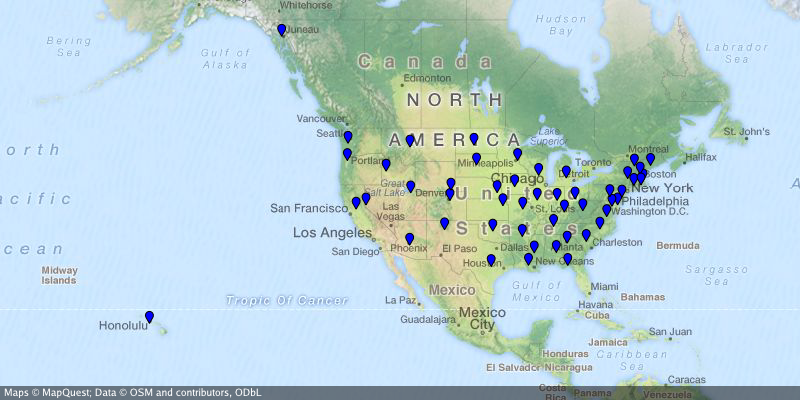 Whitehorse
Juneau
Hudson
Bay
Bering
Sea
Gulf of
Alaska
Labrador
Sea
Canada
Edmonton
NORTH
AMERICA
Vancouver
Seattle
Lake
Superior
Montreal
St. John's
Halifax
Portland
Minneapolis
Toronto
Boston
Detroit
Chicago
Great
Salt Lake
Denver
United
New York
Philadelphia
Washington D.C.
San Francisco
Las
Vegas
St. Louis
States
Los Angeles
Phoenix
San Diego
El Paso
Dallas
Atlanta
Charleston
Bermuda
Houston
New Orleans
orth
acific
cean
Sargasso
Sea
Midway
Islands
Tropic Of Cancer
La Paz
Mexico
Gulf of
Mexico
Miami
Bahamas
Honolulu
Guadalajara
Mexico
City
Havana
Cuba
San Juan
Jamaica
Honduras
Caribbean
Sea
El Salvador
Nicaragua
Caracas
Costa
Rica
Panama
Venezuela
Maps © MapQuest; Data © OSM and contributors, ODbL